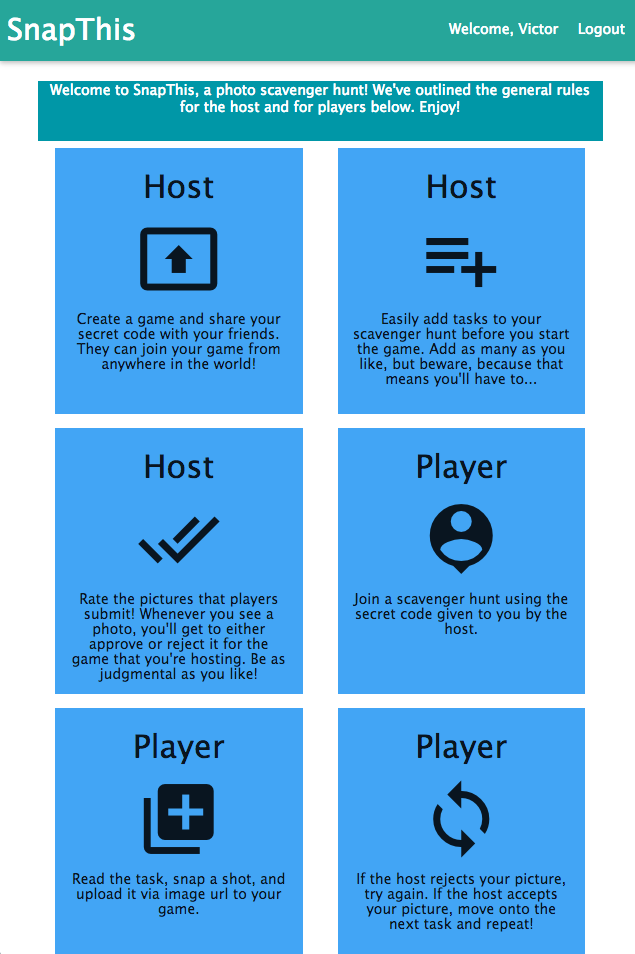 SnapThis
Welcome, Victor
Logout
Welcome to SnapThis, a photo scavenger hunt! We've outlined the general rules
for the host and for players below. Enjoy!
Host
Create a game and share your
secret code with your friends.
They can join your game from
anywhere in the world!
Host
Easily add tasks to your
scavenger hunt before you start
the game. Add as many as you
like, but beware, because that
means you'll have to...
Host
Rate the pictures that players
submit! Whenever you see a
photo, you'll get to either
approve or reject it for the
game that you're hosting. Be as
judgmental as you like!
Player
Join a scavenger hunt using the
secret code given to you by the
host.
Player
Read the task, snap a shot, and
upload it via image url to your
game.
Player
If the host rejects your picture,
try again. If the host accepts
your picture, move onto the
next task and repeat!